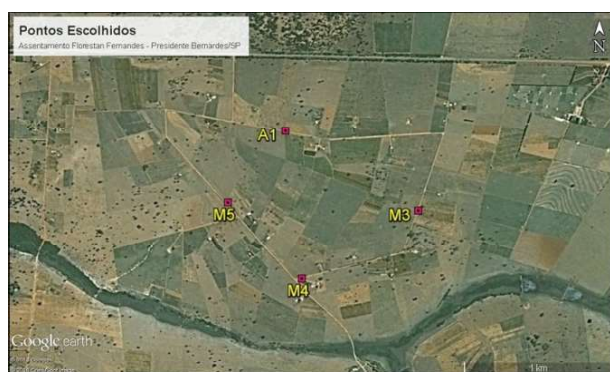 Pontos Escolhidos
Assentamento Florestan Fernandes - Presidente Bernardes/SP
N
A1
M5
M3
M4
Google earth
1 km